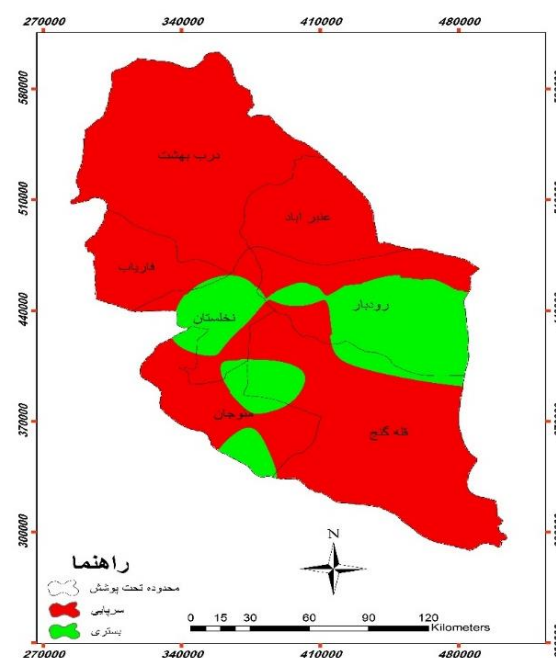 270000 340000 410000 480000
580000
510000
440000
370000
300000
درب بهشت
عنبر آباد
فاریاب
رودبار
نخلستان
منوجان
قله گنج
N
راهنما
محدوده تحت پوشش
سرپایی
بستری
0 15 30 60 90 120
Kilometers
270000 340000 410000 480000